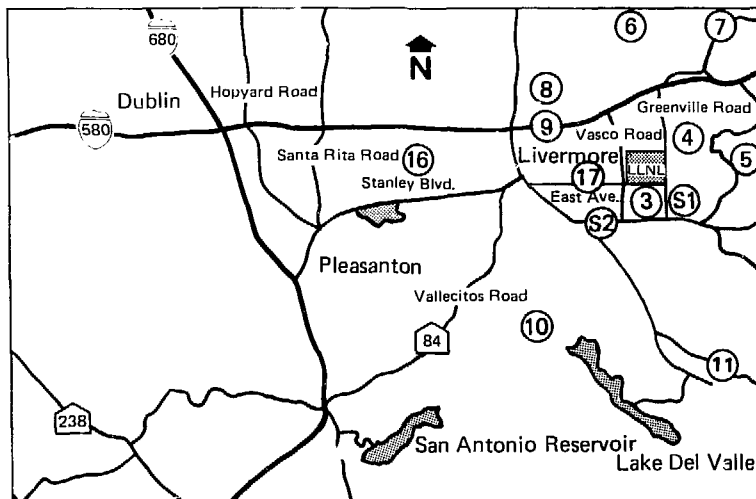 680
6
7
N
Dublin
Hopyard Road
8
Greenville Road
580
9
Vasco Road
4
Santa Rita Road
16
Livermore
5
Stanley Blvd.
17
LLNL
East Ave.
3
S1
S2
Pleasanton
Vallecitos Road
10
84
11
238
San Antonio Reservoir
Lake Del Valle